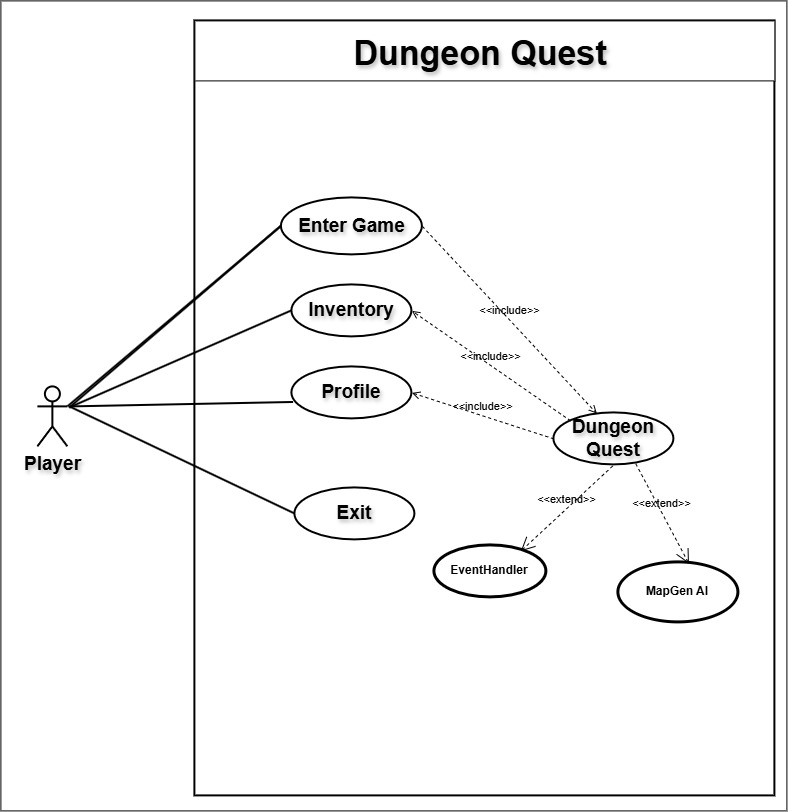 Dungeon Quest
Enter Game
<<include>>
Inventory
<<include>>
Profile
<<include>>
Dungeon
Quest
Player
<<extend>>
<<extend>>
Exit
EventHandler
MapGen AI